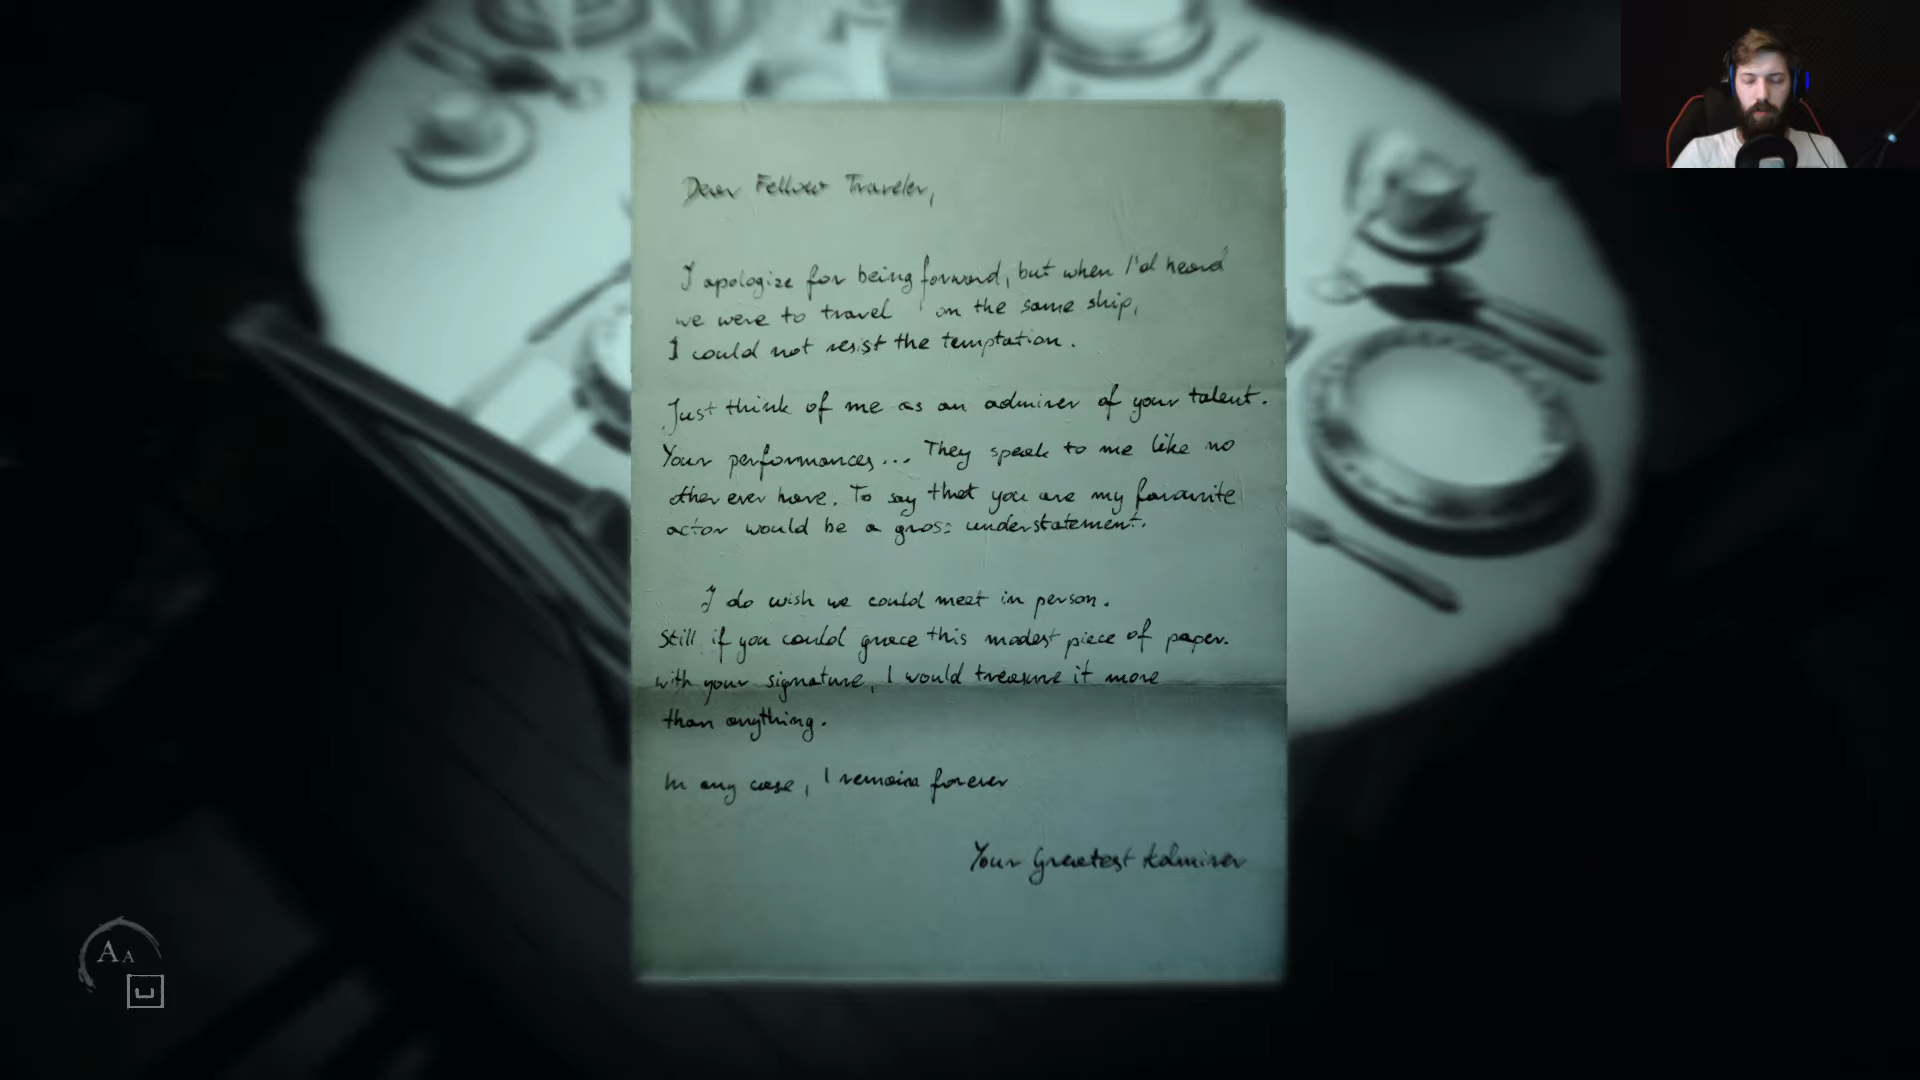 Dear Fellow Traveler,
I apologize for being forward, but when I'd heard
we were to travel on the same ship,
I could not resist the temptation.
Just think of me as an admirer of your talent.
Your performances... They speak to me like no
other ever have. To say that you are my favourite
actor would be a gross understatement.
I do wish we could meet in person.
Still, if you could grace this modest piece of paper.
with your signature, I would treasure it more
than anything.
In any case, I remain forever
Your Greatest Admirer
A A